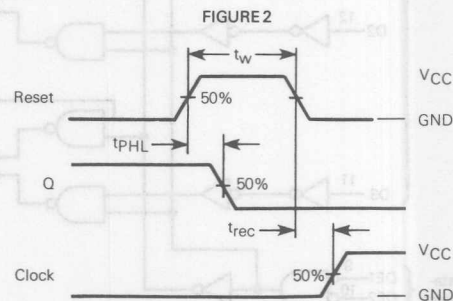 FIGURE 2
tw
VCC
Reset
50%
GND
tPHL
Q
50%
trec
VCC
Clock
50%
GND